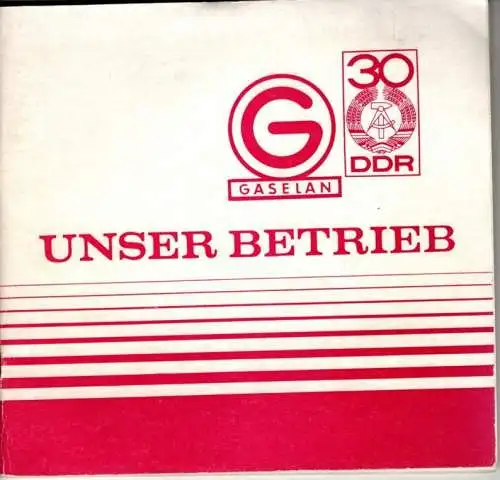 30
DDR
G
GASELAN
UNSER BETRIEB